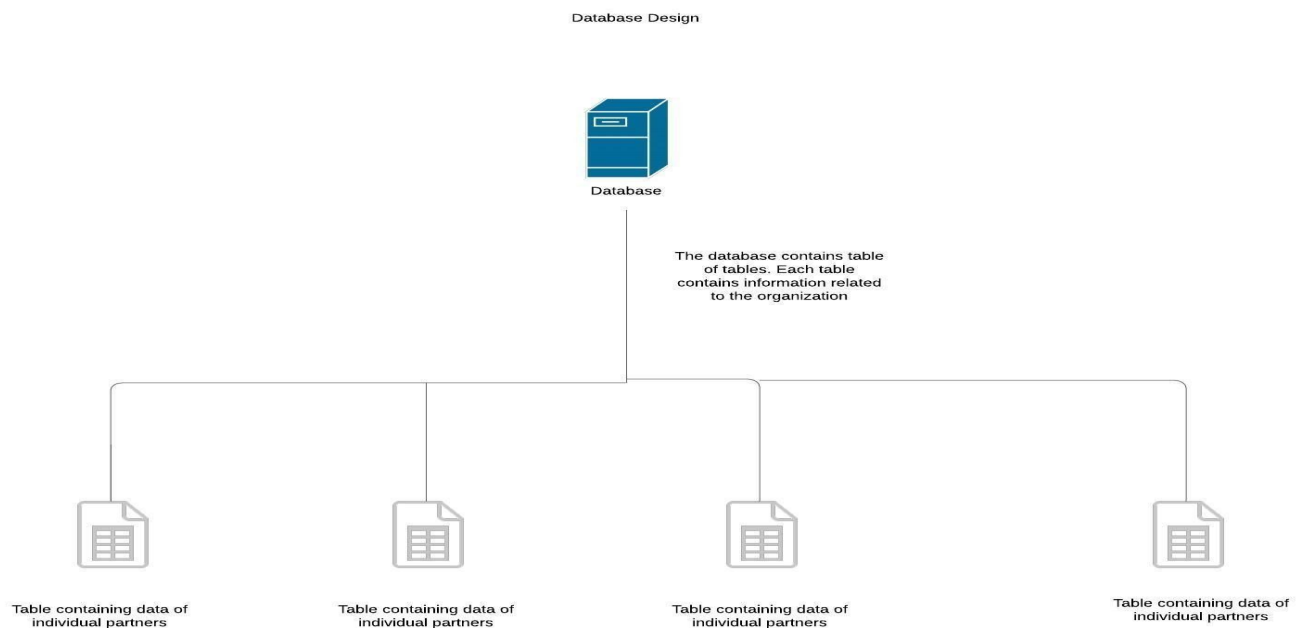 Database Design
Database
The database contains table
of tables. Each table
contains information related
to the organization
Table containing data of
individual partners
Table containing data of
individual partners
Table containing data of
individual partners
Table containing data of
individual partners